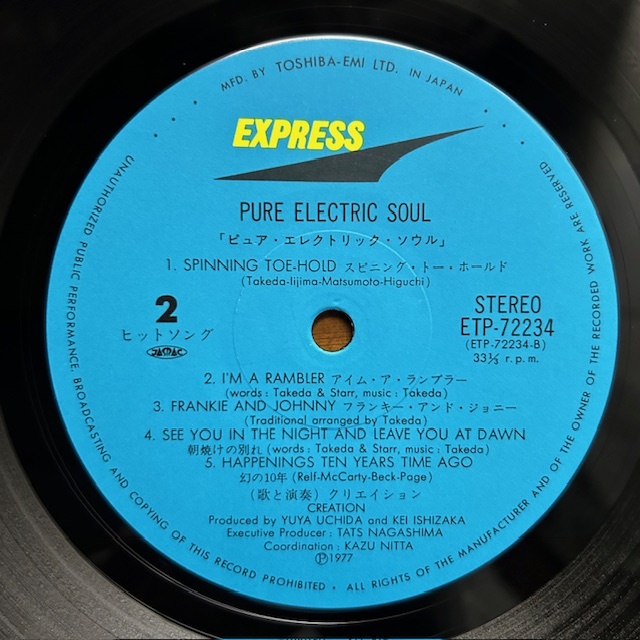 MFD. BY TOSHIBA-EMI LTD. IN JAPAN
EXPRESS
PURE ELECTRIC SOUL
「ピュア・エレクトリック・ソウル」
1. SPINNING TOE-HOLD スピニング・トー・ホールド
(Takeda-Iijima-Matsumoto-Higuchi)
2
ヒットソング
JASRAC
STEREO
ETP-72234
(ETP-72234-B)
33⅓ r.p.m.
2. I'M A RAMBLER アイム・ア・ランブラー
(words : Takeda & Starr, music : Takeda)
3. FRANKIE AND JOHNNY フランキー・アンド・ジョニー
(Traditional arranged by Takeda)
4. SEE YOU IN THE NIGHT AND LEAVE YOU AT DAWN
朝焼けの別れ (words : Takeda & Starr, music : Takeda)
5. HAPPENINGS TEN YEARS TIME AGO
幻の10年 (Relf-McCarty-Beck-Page)
(歌と演奏) クリエイション
CREATION
Produced by YUYA UCHIDA and KEI ISHIZAKA
Executive Producer : TATS NAGASHIMA
Coordination : KAZU NITTA
Ⓟ1977
UNAUTHORIZED PUBLIC PERFORMANCE, BROADCASTING AND COPYING OF THIS RECORD PROHIBITED. ALL RIGHTS OF THE MANUFACTURER AND OF THE OWNER OF THE RECORDED WORK ARE RESERVED